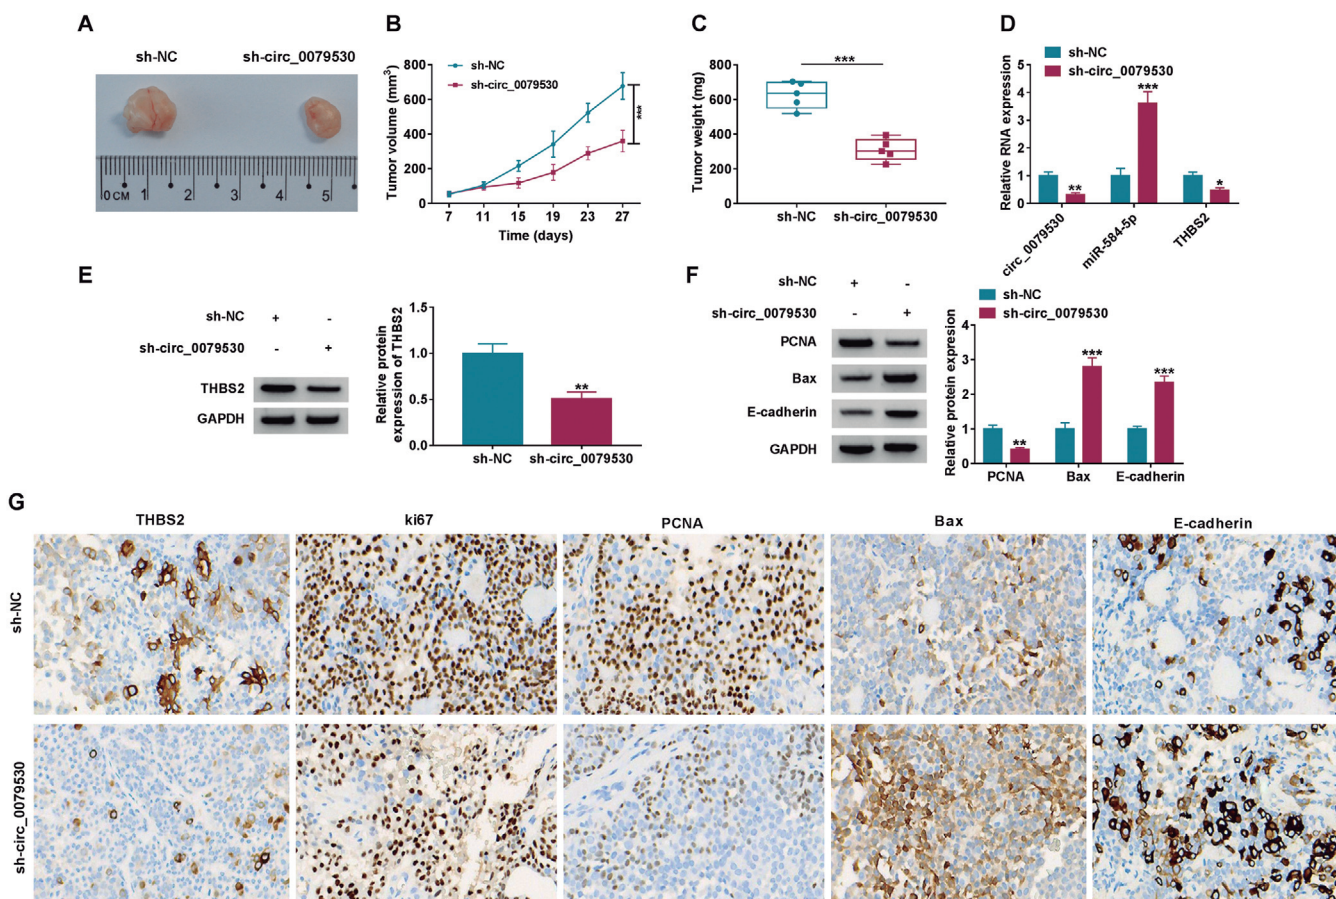 A
sh-NC sh-circ_0079530
0 CM 1 2 3 4 5
B
sh-NC
sh-circ_0079530
Tumor volume (mm3)
800
600
400
200
0
***
7 11 15 19 23 27
Time (days)
C
***
Tumor weight (mg)
800
600
400
200
0
sh-NC sh-circ_0079530
D
sh-NC
sh-circ_0079530
Relative RNA expression
5
4
3
2
1
0
** *** *
circ_0079530 miR-584-5p THBS2
E
sh-NC + -
sh-circ_0079530 - +
THBS2
GAPDH
Relative protein
expression of THBS2
1.5
1.0
0.5
0.0
**
sh-NC sh-circ_0079530
F
sh-NC + -
sh-circ_0079530 - +
PCNA
Bax
E-cadherin
GAPDH
sh-NC
sh-circ_0079530
Relative protein expression
4
3
2
1
0
** *** ***
PCNA Bax E-cadherin
G
THBS2 ki67 PCNA Bax E-cadherin
sh-NC
sh-circ_0079530